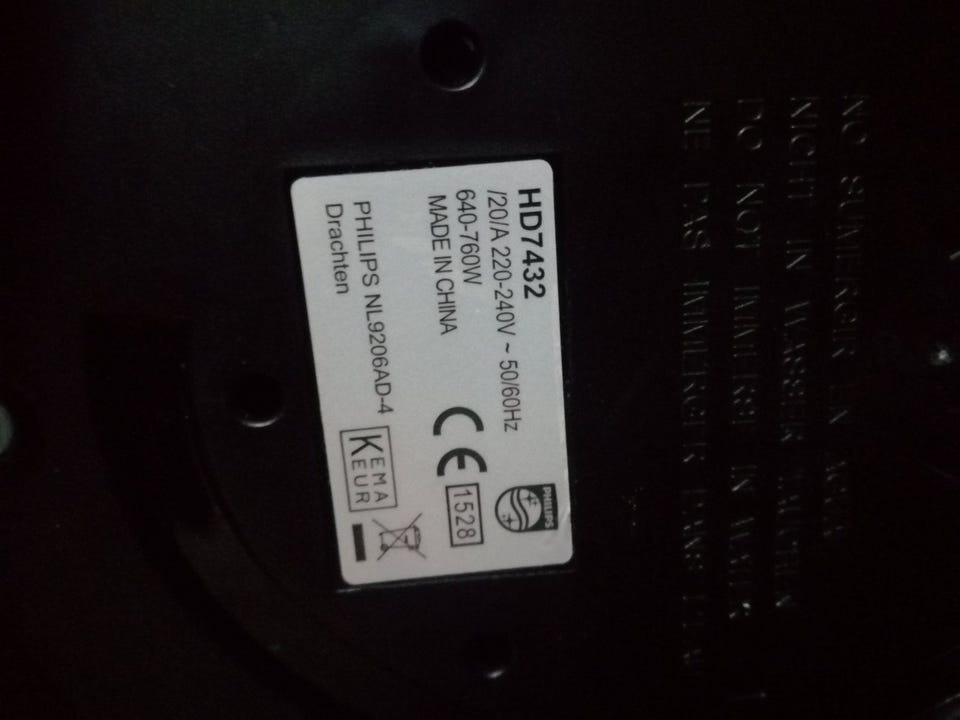 HD7432
/20/A 220-240V ~ 50/60Hz
640-760W
MADE IN CHINA
PHILIPS NL9206AD-4
Drachten
CE
1528
PHILIPS
KEMA
KEUR
NO SUMERGIR EN AGUA
NICHT IN WASSER TAUCHEN
DO NOT IMMERSE IN WATER
NE PAS IMMERGER DANS L'EAU